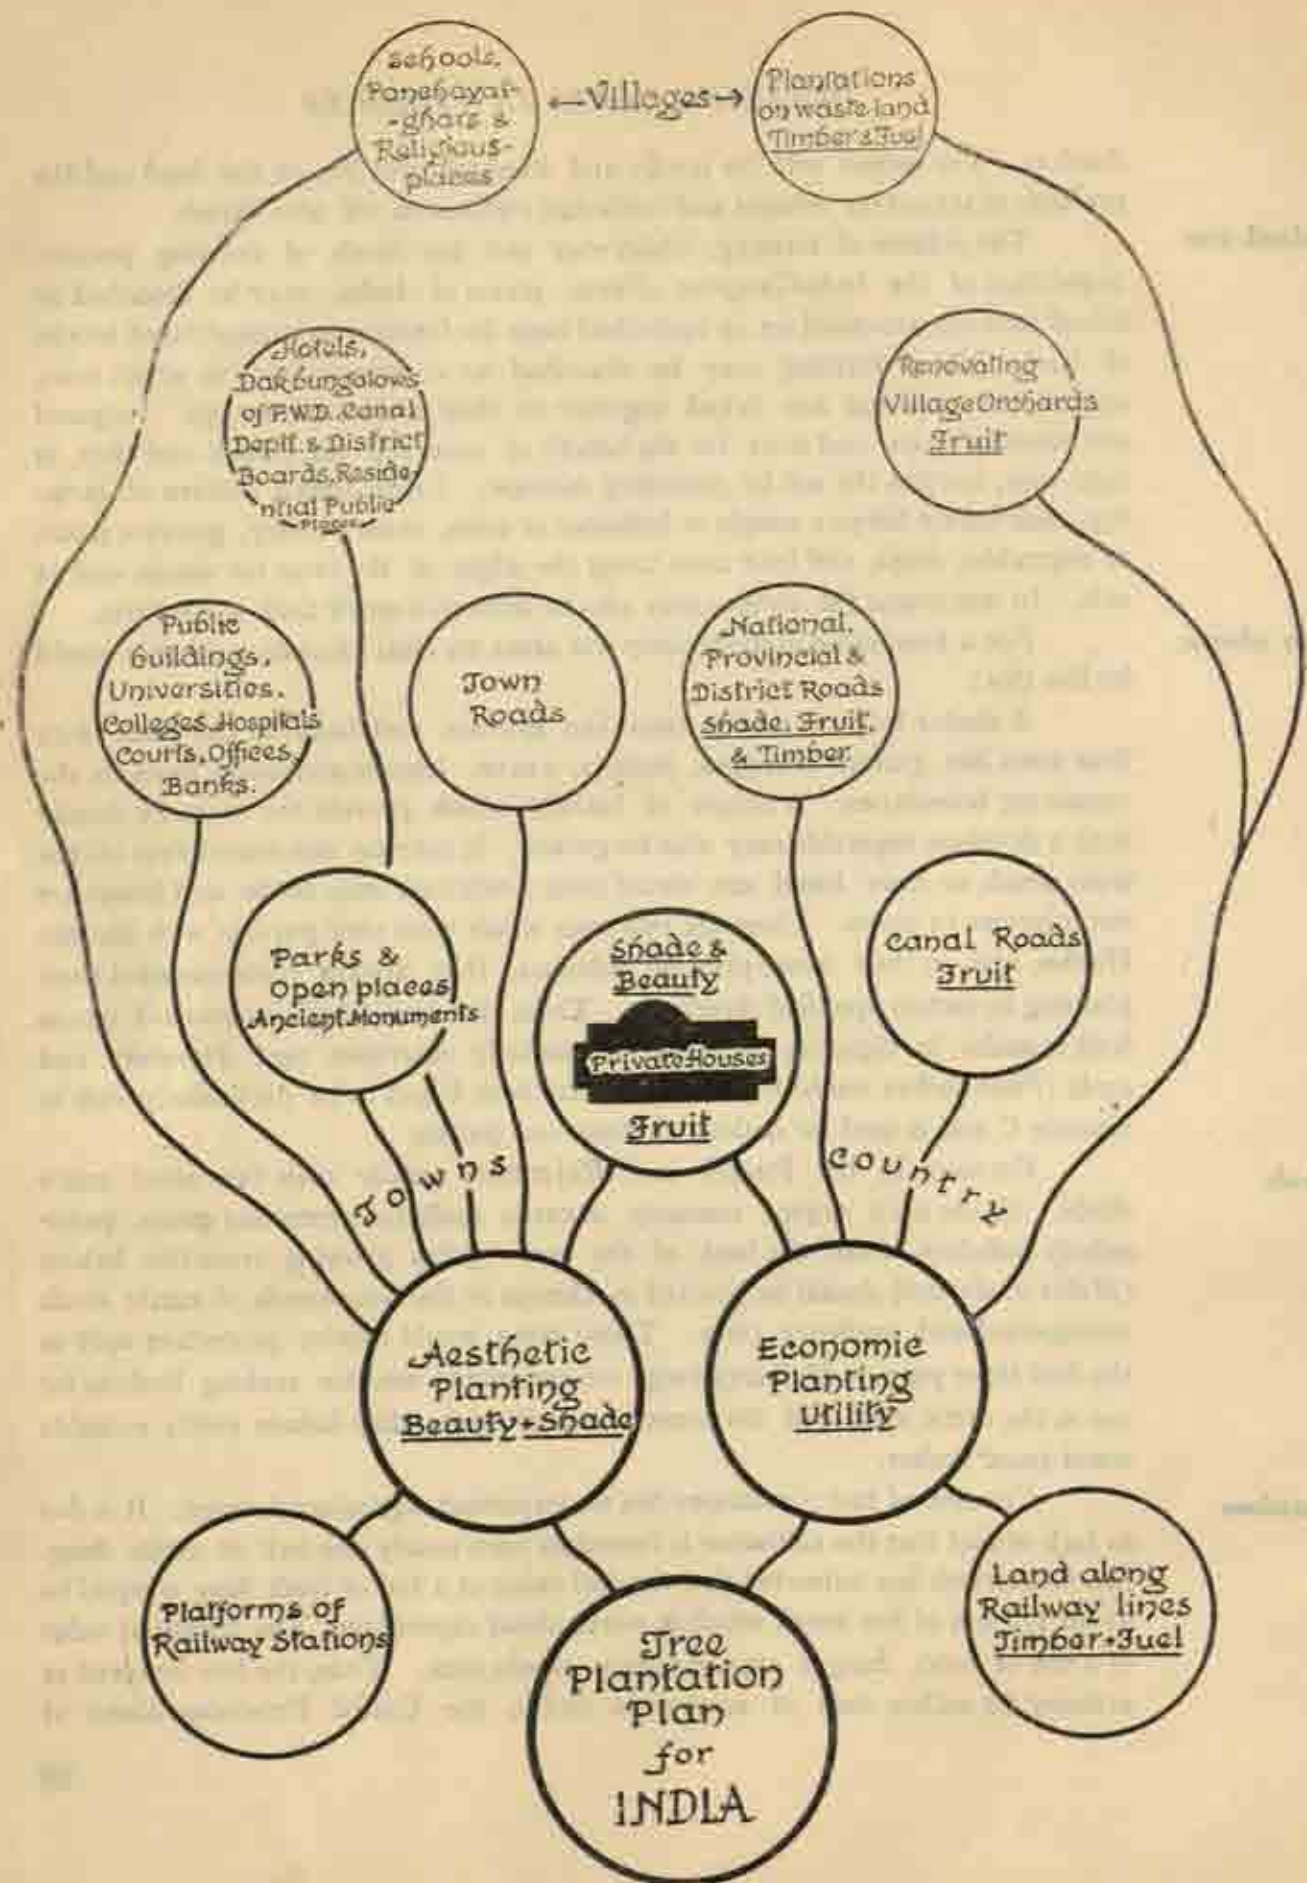 Schools,
Panchayat-
-ghars &
Religious-
places
←Villages→
Plantations
on waste-land
Timber & Fuel
Hotels,
Dakbungalows
of P.W.D., Canal
Deptt. & District
Boards, Reside-
ntial Public
Places
Renovating
Village Orchards
Fruit
Public
buildings,
Universities,
Colleges, Hospitals
Courts, Offices,
Banks.
Town
Roads
National,
Provincial &
District Roads
Shade, Fruit,
& Timber
Parks &
Open places
Ancient Monuments
Shade &
Beauty
Private Houses
Fruit
Canal Roads
Fruit
Towns
Country
Aesthetic
Planting
Beauty + Shade
Economic
Planting
Utility
Platforms of
Railway Stations
Land along
Railway lines
Timber + Fuel
Tree
Plantation
Plan
for
INDIA